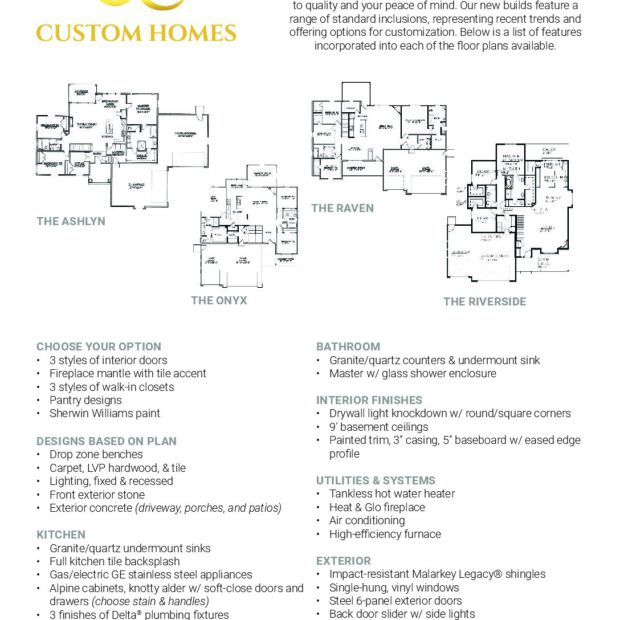 CUSTOM HOMES
to quality and your peace of mind. Our new builds feature a
range of standard inclusions, representing recent trends and
offering options for customization. Below is a list of features
incorporated into each of the floor plans available.
THE ASHLYN
THE ONYX
THE RAVEN
THE RIVERSIDE
CHOOSE YOUR OPTION
• 3 styles of interior doors
• Fireplace mantle with tile accent
• 3 styles of walk-in closets
• Pantry designs
• Sherwin Williams paint
DESIGNS BASED ON PLAN
• Drop zone benches
• Carpet, LVP hardwood, & tile
• Lighting, fixed & recessed
• Front exterior stone
• Exterior concrete (driveway, porches, and patios)
KITCHEN
• Granite/quartz undermount sinks
• Full kitchen tile backsplash
• Gas/electric GE stainless steel appliances
• Alpine cabinets, knotty alder w/ soft-close doors and
drawers (choose stain & handles)
• 3 finishes of Delta® plumbing fixtures
BATHROOM
• Granite/quartz counters & undermount sink
• Master w/ glass shower enclosure
INTERIOR FINISHES
• Drywall light knockdown w/ round/square corners
• 9' basement ceilings
• Painted trim, 3" casing, 5" baseboard w/ eased edge
profile
UTILITIES & SYSTEMS
• Tankless hot water heater
• Heat & Glo fireplace
• Air conditioning
• High-efficiency furnace
EXTERIOR
• Impact-resistant Malarkey Legacy® shingles
• Single-hung, vinyl windows
• Steel 6-panel exterior doors
• Back door slider w/ side lights